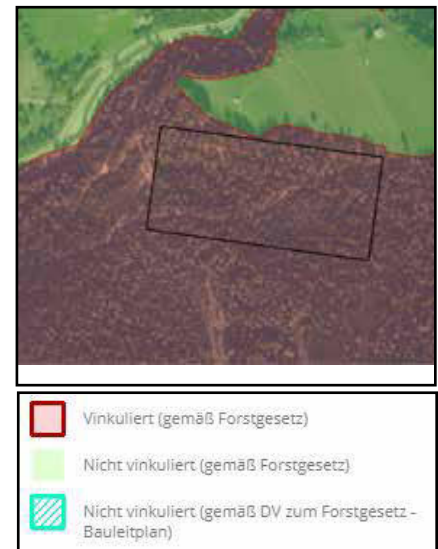 Vinkuliert (gemäß Forstgesetz)
Nicht vinkuliert (gemäß Forstgesetz)
Nicht vinkuliert (gemäß DV zum Forstgesetz -
Bauleitplan)